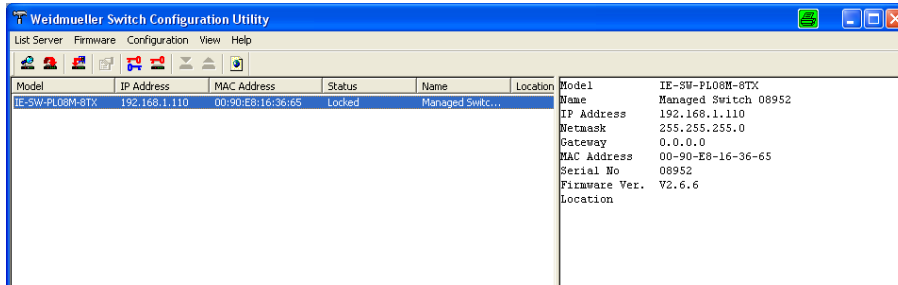 Weidmueller Switch Configuration Utility
List Server Firmware Configuration View Help
Model IP Address MAC Address Status Name Location
IE-SW-PL08M-8TX 192.168.1.110 00:90:E8:16:36:65 Locked Managed Switc...
Model IE-SW-PL08M-8TX
Name Managed Switch 08952
IP Address 192.168.1.110
Netmask 255.255.255.0
Gateway 0.0.0.0
MAC Address 00-90-E8-16-36-65
Serial No 08952
Firmware Ver. V2.6.6
Location